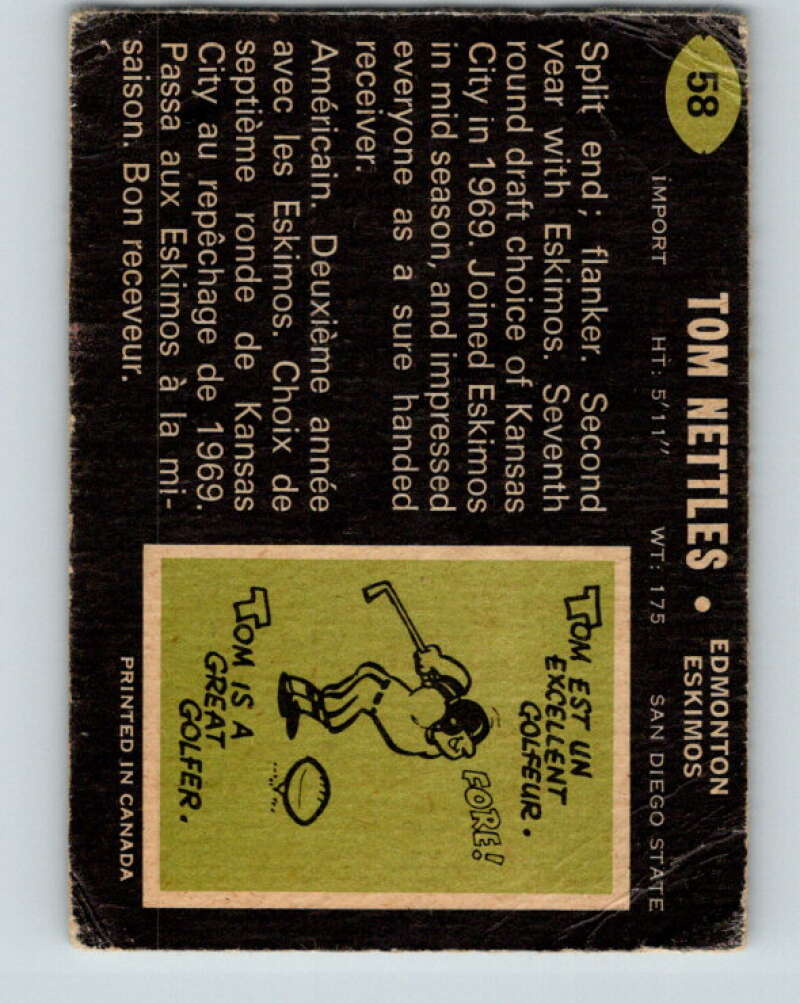 58
TOM NETTLES • EDMONTON
ESKIMOS
IMPORT HT: 5'11" WT: 175 SAN DIEGO STATE
Split end; flanker. Second
year with Eskimos. Seventh
round draft choice of Kansas
City in 1969. Joined Eskimos
in mid season, and impressed
everyone as a sure handed
receiver.
Américain. Deuxième année
avec les Eskimos. Choix de
septième ronde de Kansas
City au repêchage de 1969.
Passa aux Eskimos à la mi-
saison. Bon receveur.
TOM EST UN
EXCELLENT
GOLFEUR.
FORE!
TOM IS A
GREAT
GOLFER.
PRINTED IN CANADA